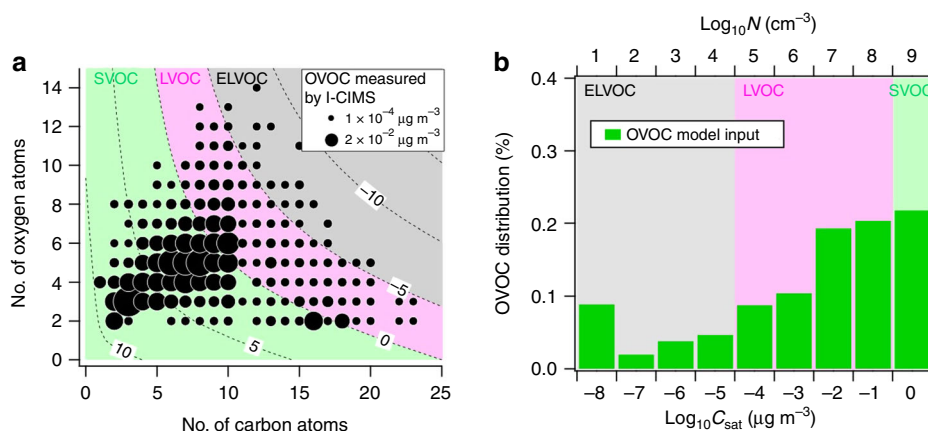 a
SVOC
LVOC
ELVOC
OVOC measured
by I-CIMS
1 × 10⁻⁴ μg m⁻³
2 × 10⁻² μg m⁻³
14
12
10
8
6
4
2
0
No. of oxygen atoms
−10
−5
0
5
10
0
5
10
15
20
25
No. of carbon atoms
b
Log₁₀N (cm⁻³)
1
2
3
4
5
6
7
8
9
ELVOC
LVOC
SVOC
OVOC model input
0.4
0.3
0.2
0.1
0.0
OVOC distribution (%)
−8
−7
−6
−5
−4
−3
−2
−1
0
Log₁₀Cₛₐₜ (μg m⁻³)